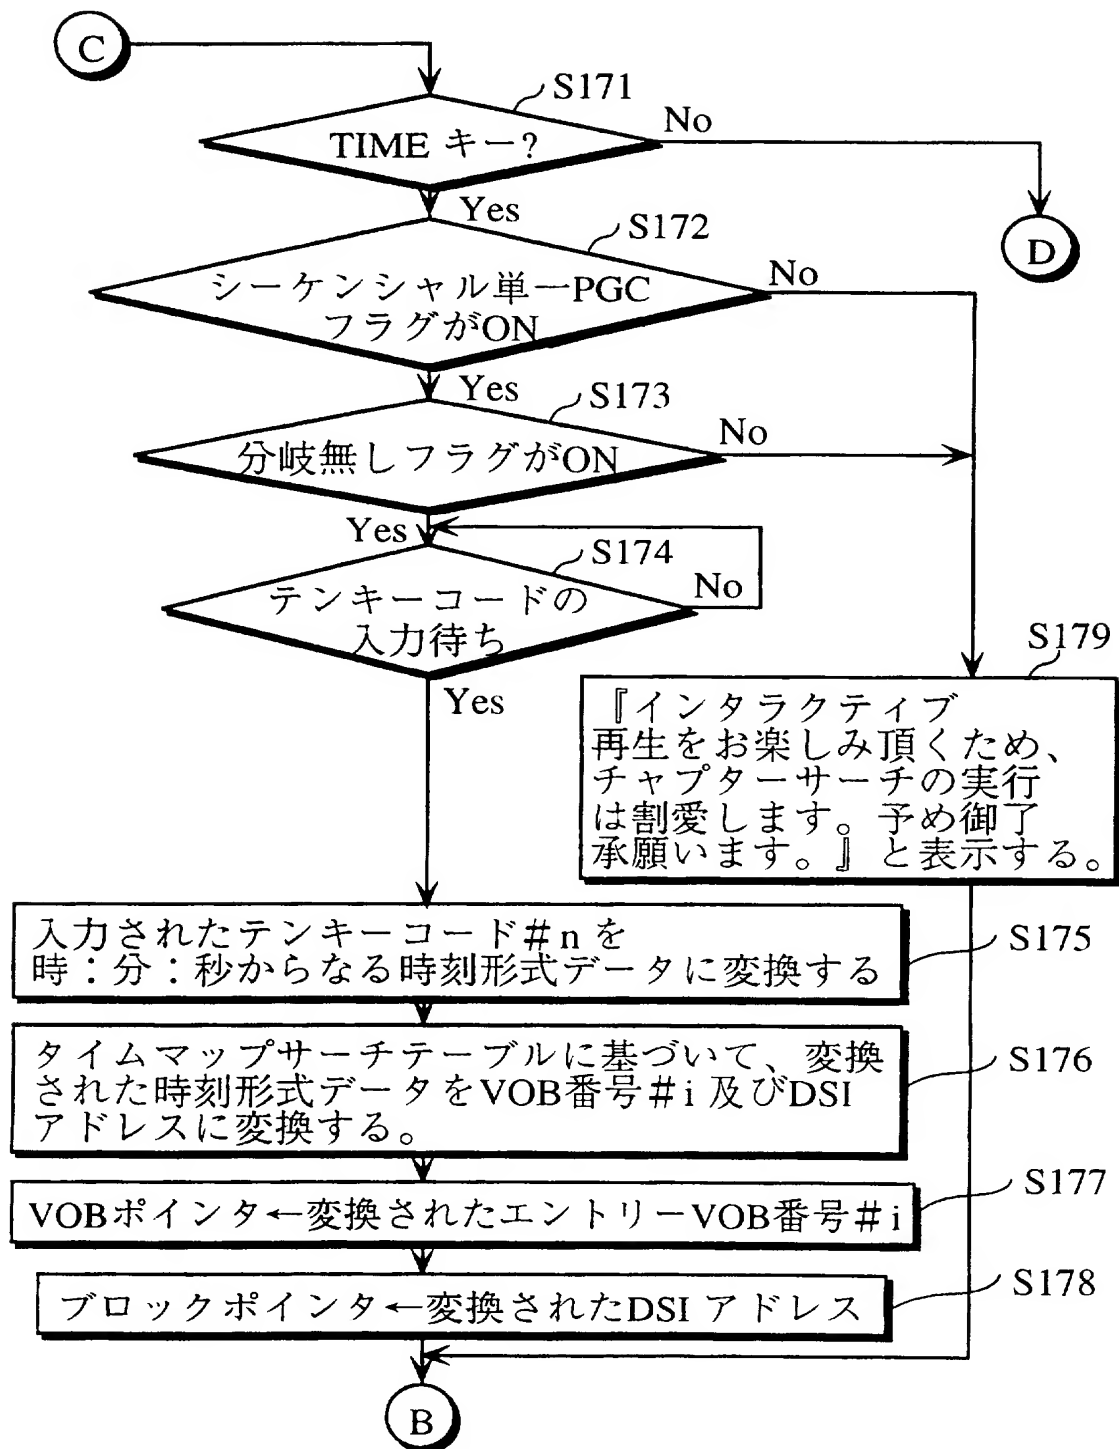 C
S171
TIME キー?
No
Yes
S172
D
シーケンシャル単一PGC
フラグがON
No
Yes
S173
分岐無しフラグがON
No
Yes
S174
テンキーコードの
入力待ち
No
Yes
S179
『インタラクティブ
再生をお楽しみ頂くため、
チャプターサーチの実行
は割愛します。予め御了
承願います。』と表示する。
入力されたテンキーコード#n を
時:分:秒からなる時刻形式データに変換する
S175
タイムマップサーチテーブルに基づいて、変換
された時刻形式データをVOB番号#i 及びDSI
アドレスに変換する。
S176
VOBポインタ←変換されたエントリーVOB番号#i
S177
ブロックポインタ←変換されたDSI アドレス
S178
B